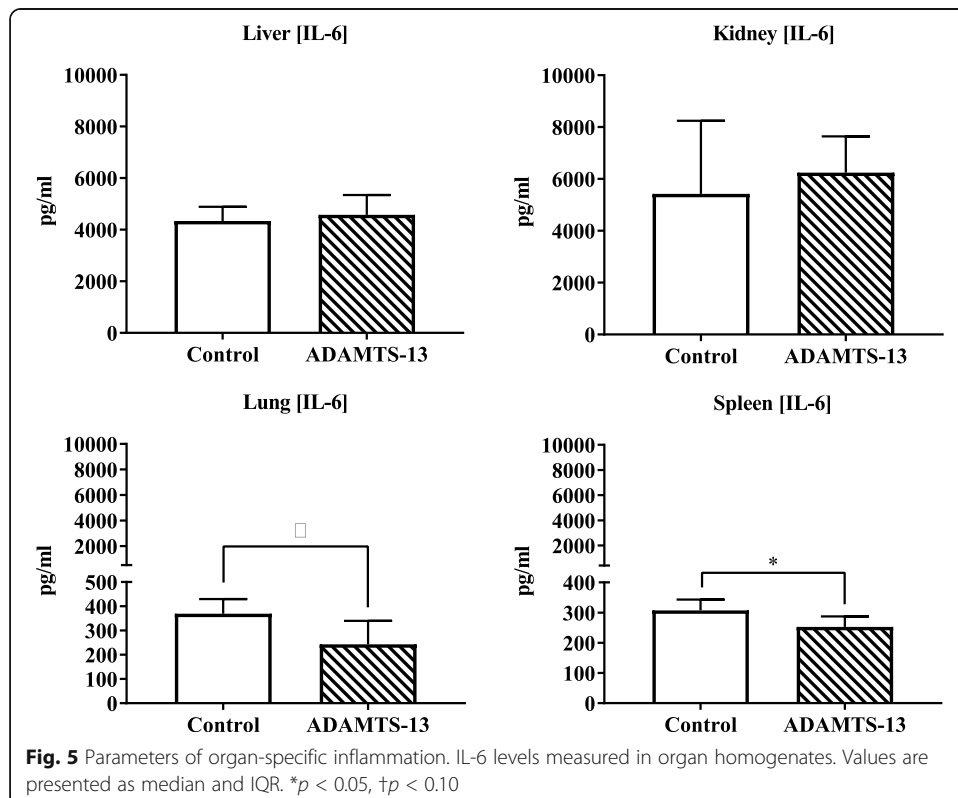 Liver [IL-6]
10000
8000
6000
4000
2000
0
pg/ml
Control
ADAMTS-13
Kidney [IL-6]
10000
8000
6000
4000
2000
0
pg/ml
Control
ADAMTS-13
Lung [IL-6]
10000
8000
6000
4000
2000
500
400
300
200
100
0
pg/ml
□
Control
ADAMTS-13
Spleen [IL-6]
10000
8000
6000
4000
2000
400
300
200
100
0
pg/ml
*
Control
ADAMTS-13
Fig. 5 Parameters of organ-specific inflammation. IL-6 levels measured in organ homogenates. Values are
presented as median and IQR. *p < 0.05, †p < 0.10